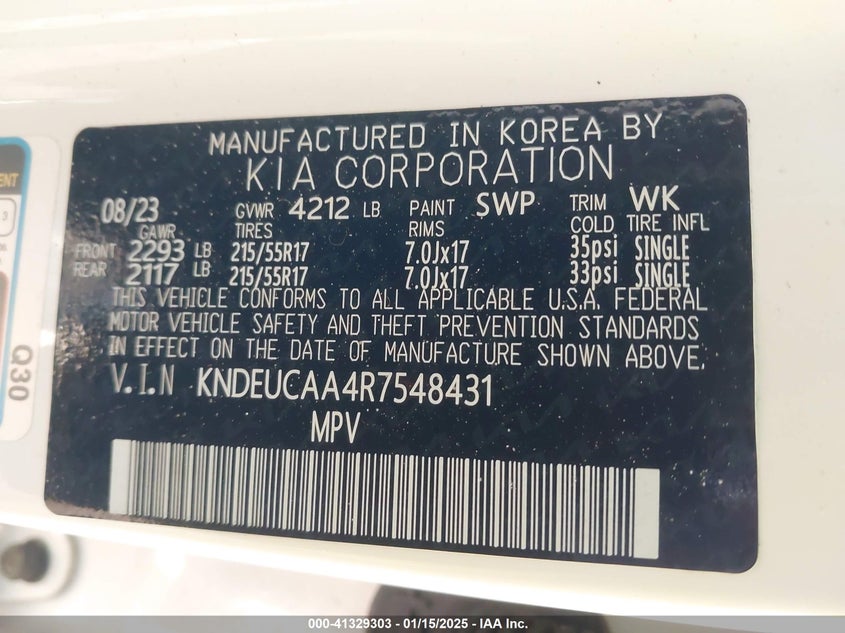 MANUFACTURED IN KOREA BY
KIA CORPORATION
08/23 GVWR 4212 LB PAINT SWP TRIM WK
GAWR TIRES RIMS COLD TIRE INFL
FRONT 2293 LB 215/55R17 7.0Jx17 35psi SINGLE
REAR 2117 LB 215/55R17 7.0Jx17 33psi SINGLE
THIS VEHICLE CONFORMS TO ALL APPLICABLE U.S.A. FEDERAL
MOTOR VEHICLE SAFETY AND THEFT PREVENTION STANDARDS
IN EFFECT ON THE DATE OF MANUFACTURE SHOWN ABOVE.
V.I.N KNDEUCAA4R7548431
MPV
Q30
3
000-41329303 - 01/15/2025 - IAA Inc.